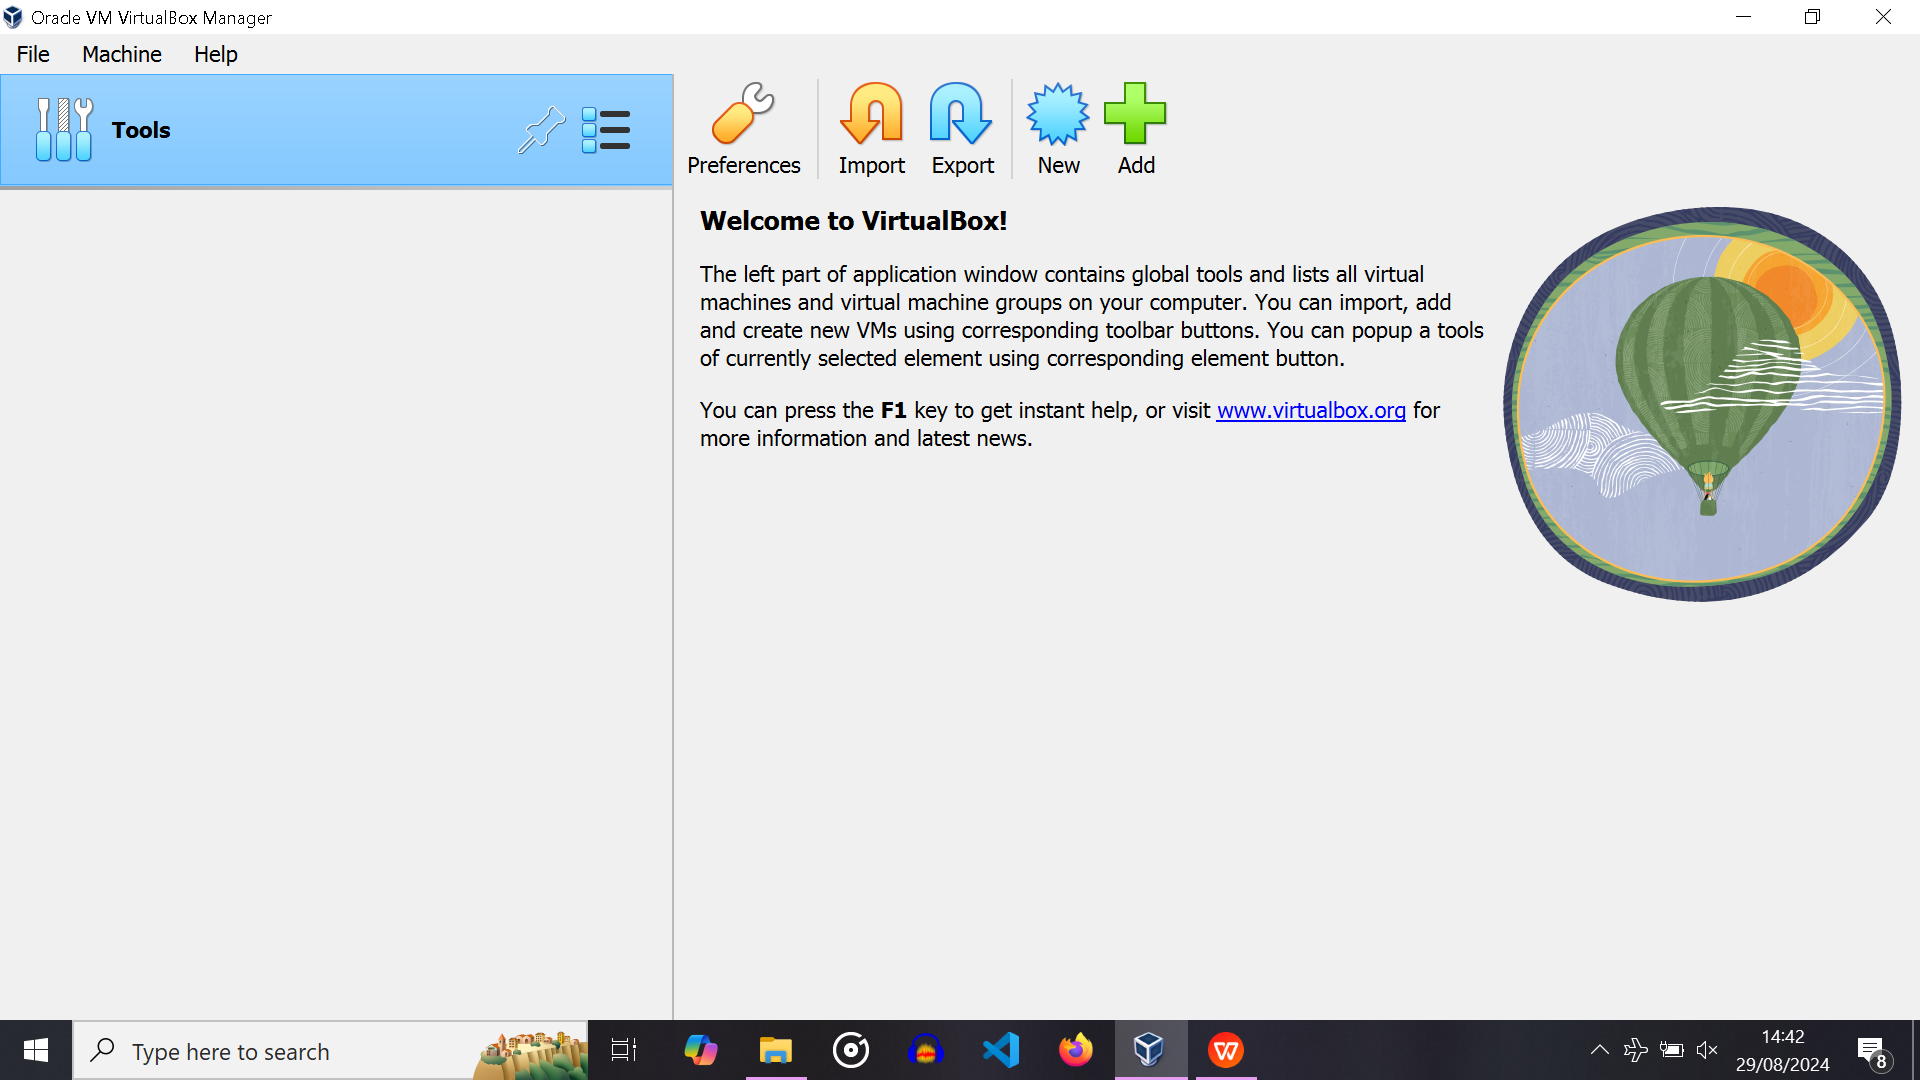 Oracle VM VirtualBox Manager
File Machine Help
Tools
Preferences Import Export New Add
Welcome to VirtualBox!
The left part of application window contains global tools and lists all virtual
machines and virtual machine groups on your computer. You can import, add
and create new VMs using corresponding toolbar buttons. You can popup a tools
of currently selected element using corresponding element button.
You can press the F1 key to get instant help, or visit www.virtualbox.org for
more information and latest news.
Type here to search
14:42
29/08/2024
8